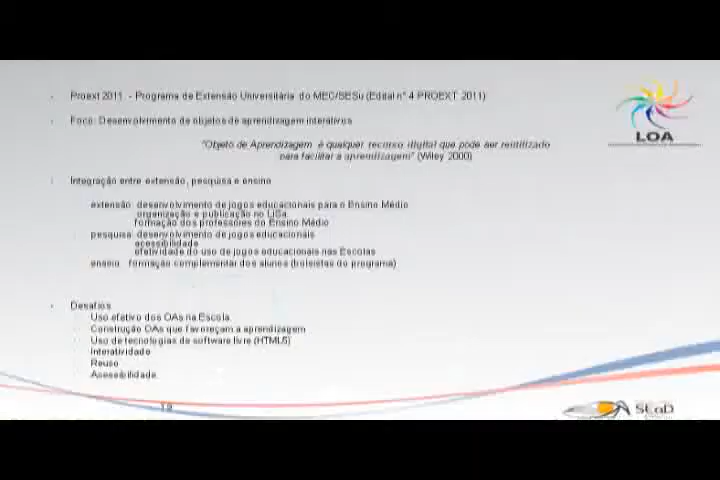 Proext 2011 - Programa de Extensão Universitária do MEC/SESu (Edital n° 4 PROEXT 2011)
Foco: Desenvolvimento de objetos de aprendizagem interativos
"Objeto de Aprendizagem é qualquer recurso digital que pode ser reutilizado
para facilitar a aprendizagem" (Wiley 2000)
LOA
Integração entre extensão, pesquisa e ensino
extensão: desenvolvimento de jogos educacionais para o Ensino Médio
organização e publicação no
formação dos professores do Ensino Médio
pesquisa: desenvolvimento de jogos educacionais
acessibilidade
efetividade do uso de jogos educacionais nas Escolas
ensino: formação complementar dos alunos (bolsistas do programa)
Desafios
Uso efetivo dos OAs na Escola.
Construção OAs que favoreçam a aprendizagem
Uso de tecnologias de software livre (HTML5)
Interatividade
Reuso
Acessibilidade.
SEaD